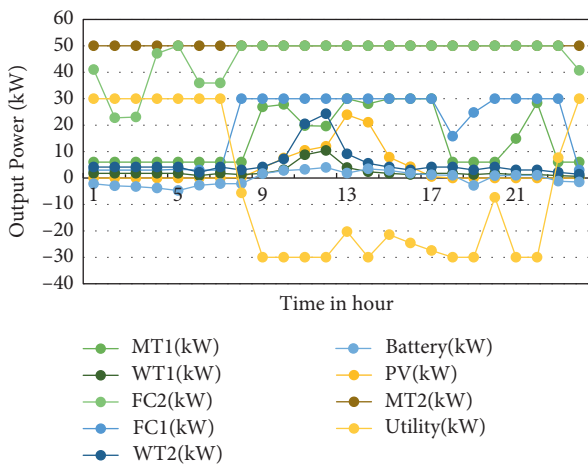 60
50
40
30
20
10
0
−10
−20
−30
−40
Output Power (kW)
1 5 9 13 17 21
Time in hour
MT1(kW)
WT1(kW)
FC2(kW)
FC1(kW)
WT2(kW)
Battery(kW)
PV(kW)
MT2(kW)
Utility(kW)